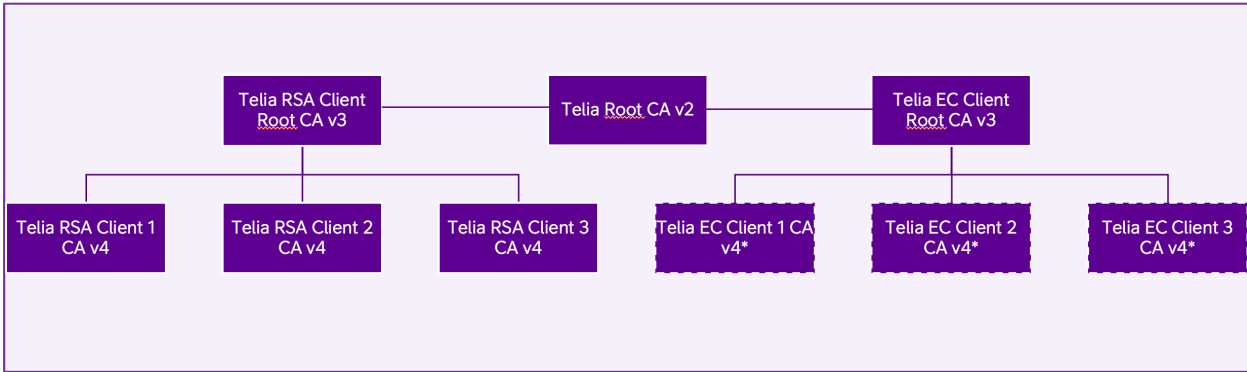 Telia RSA Client
Root CA v3
Telia Root CA v2
Telia EC Client
Root CA v3
Telia RSA Client 1
CA v4
Telia RSA Client 2
CA v4
Telia RSA Client 3
CA v4
Telia EC Client 1 CA
v4*
Telia EC Client 2
CA v4*
Telia EC Client 3
CA v4*